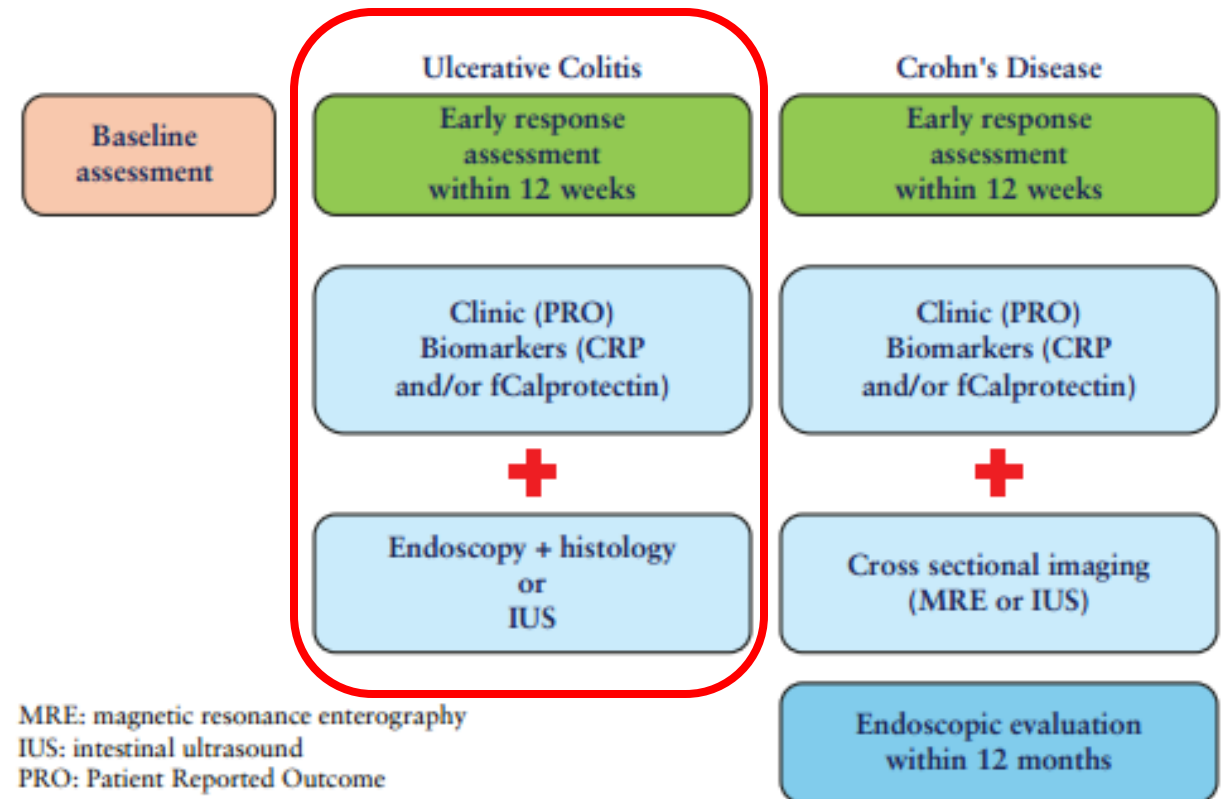 Baseline
assessment
Ulcerative Colitis
Early response
assessment
within 12 weeks
Clinic (PRO)
Biomarkers (CRP
and/or fCalprotectin)
Endoscopy + histology
or
IUS
Crohn's Disease
Early response
assessment
within 12 weeks
Clinic (PRO)
Biomarkers (CRP
and/or fCalprotectin)
Cross sectional imaging
(MRE or IUS)
Endoscopic evaluation
within 12 months
MRE: magnetic resonance enterography
IUS: intestinal ultrasound
PRO: Patient Reported Outcome